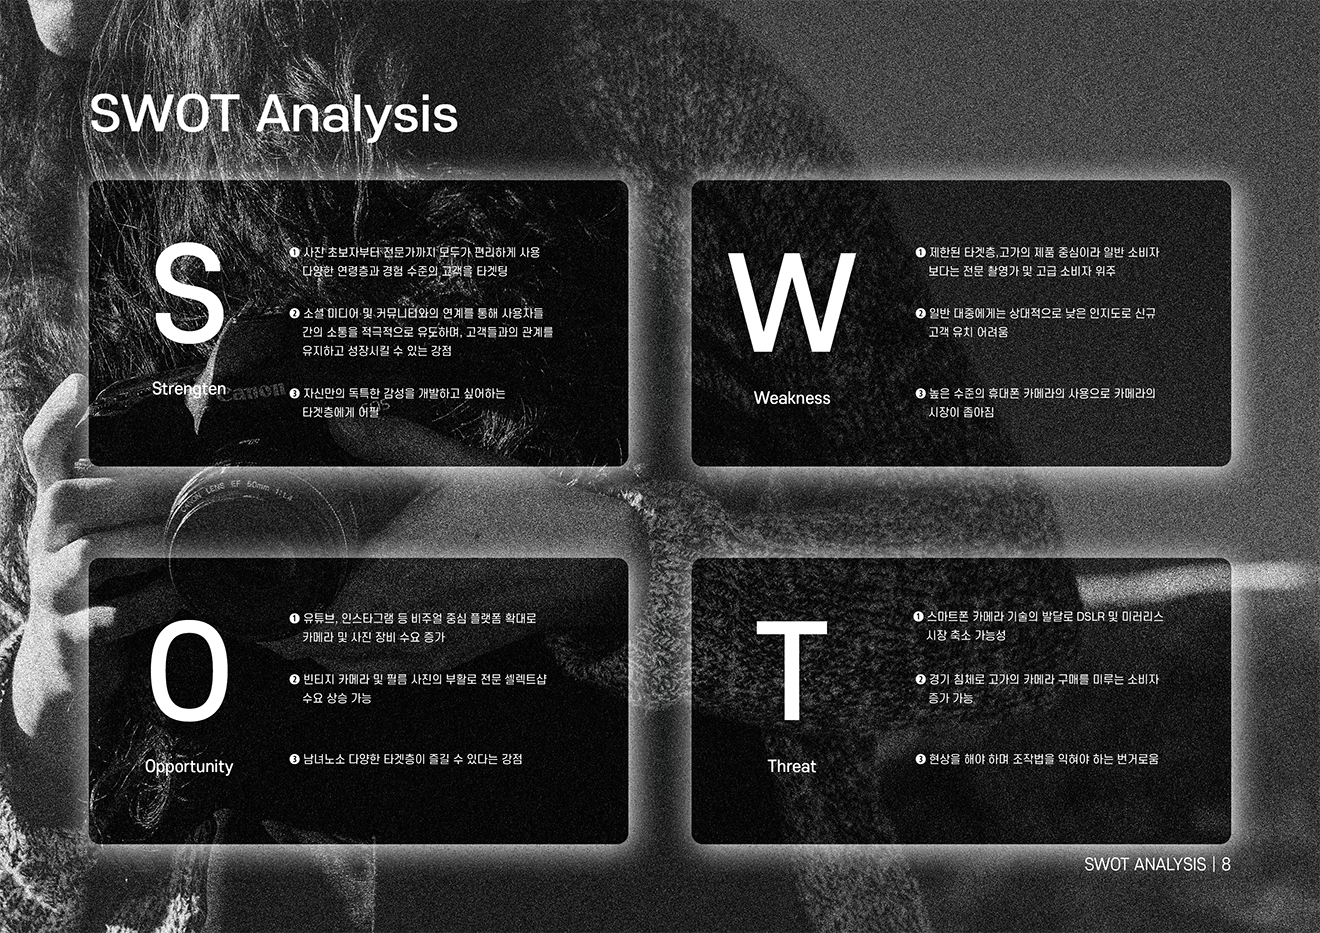 SWOT Analysis
S
Strengten
❶ 사진 초보자부터 전문가까지 모두가 편리하게 사용
다양한 연령층과 경험 수준의 고객을 타겟팅
❷ 소셜 미디어 및 커뮤니터와의 연계를 통해 사용자들
간의 소통을 적극적으로 유도하며, 고객들과의 관계를
유지하고 성장시킬 수 있는 강점
❸ 자신만의 독특한 감성을 개발하고 싶어하는
타겟층에게 어필
Canon
CANON LENS EF 50mm 1:1.4
W
Weakness
❶ 제한된 타겟층,고가의 제품 중심이라 일반 소비자
보다는 전문 촬영가 및 고급 소비자 위주
❷ 일반 대중에게는 상대적으로 낮은 인지도로 신규
고객 유치 어려움
❸ 높은 수준의 휴대폰 카메라의 사용으로 카메라의
시장이 좁아짐
O
Opportunity
❶ 유튜브, 인스타그램 등 비주얼 중심 플랫폼 확대로
카메라 및 사진 장비 수요 증가
❷ 빈티지 카메라 및 필름 사진의 부활로 전문 셀렉트샵
수요 상승 가능
❸ 남녀노소 다양한 타겟층이 즐길 수 있다는 강점
T
Threat
❶ 스마트폰 카메라 기술의 발달로 DSLR 및 미러리스
시장 축소 가능성
❷ 경기 침체로 고가의 카메라 구매를 미루는 소비자
증가 가능
❸ 현상을 해야 하며 조작법을 익혀야 하는 번거로움
SWOT ANALYSIS | 8